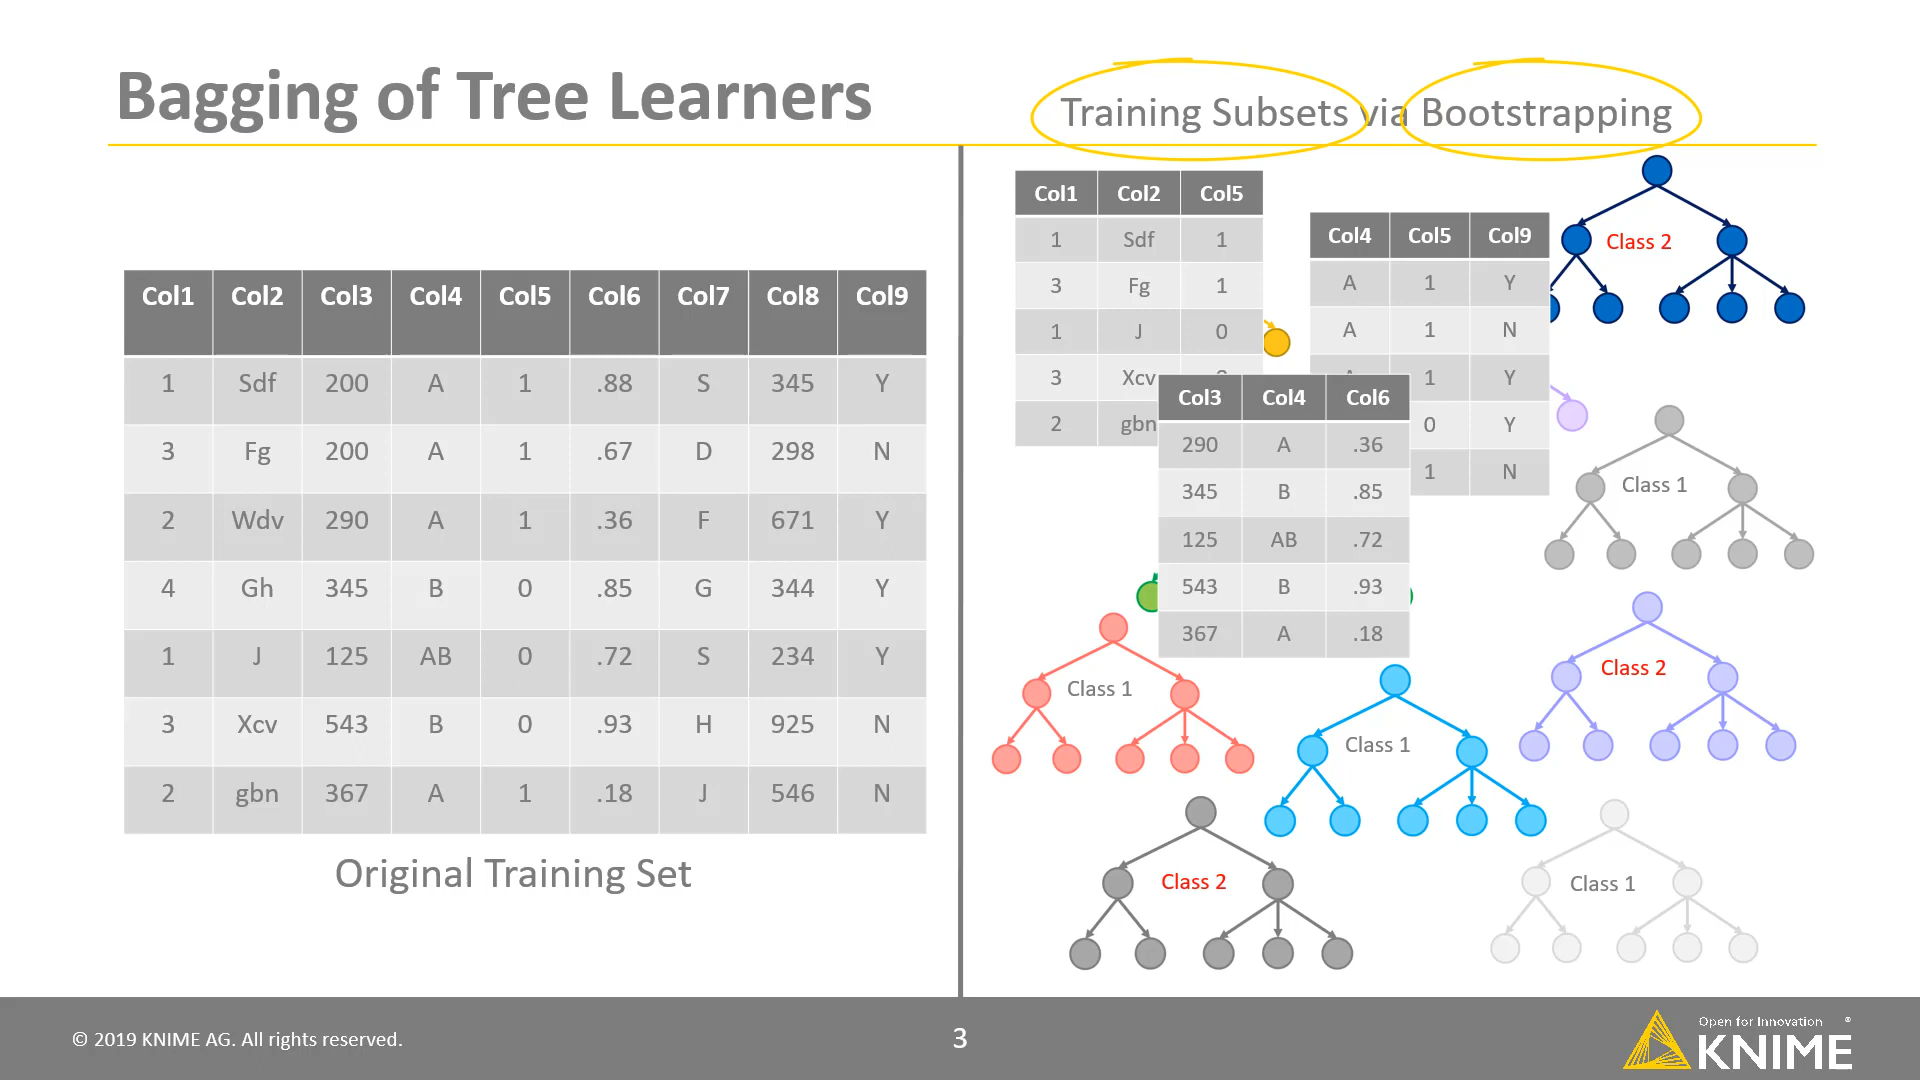 Bagging of Tree Learners
Training Subsets via Bootstrapping
Col1 Col2 Col3 Col4 Col5 Col6 Col7 Col8 Col9
1 Sdf 200 A 1 .88 S 345 Y
3 Fg 200 A 1 .67 D 298 N
2 Wdv 290 A 1 .36 F 671 Y
4 Gh 345 B 0 .85 G 344 Y
1 J 125 AB 0 .72 S 234 Y
3 Xcv 543 B 0 .93 H 925 N
2 gbn 367 A 1 .18 J 546 N
Original Training Set
Col1 Col2 Col5
1 Sdf 1
3 Fg 1
1 J 0
3 Xcv
2 gbn
Col4 Col5 Col9
A 1 Y
A 1 N
1 Y
0 Y
1 N
Col3 Col4 Col6
290 A .36
345 B .85
125 AB .72
543 B .93
367 A .18
Class 2
Class 1
Class 1
Class 2
Class 1
Class 2
Class 1
© 2019 KNIME AG. All rights reserved.
3
Open for Innovation ®
KNIME